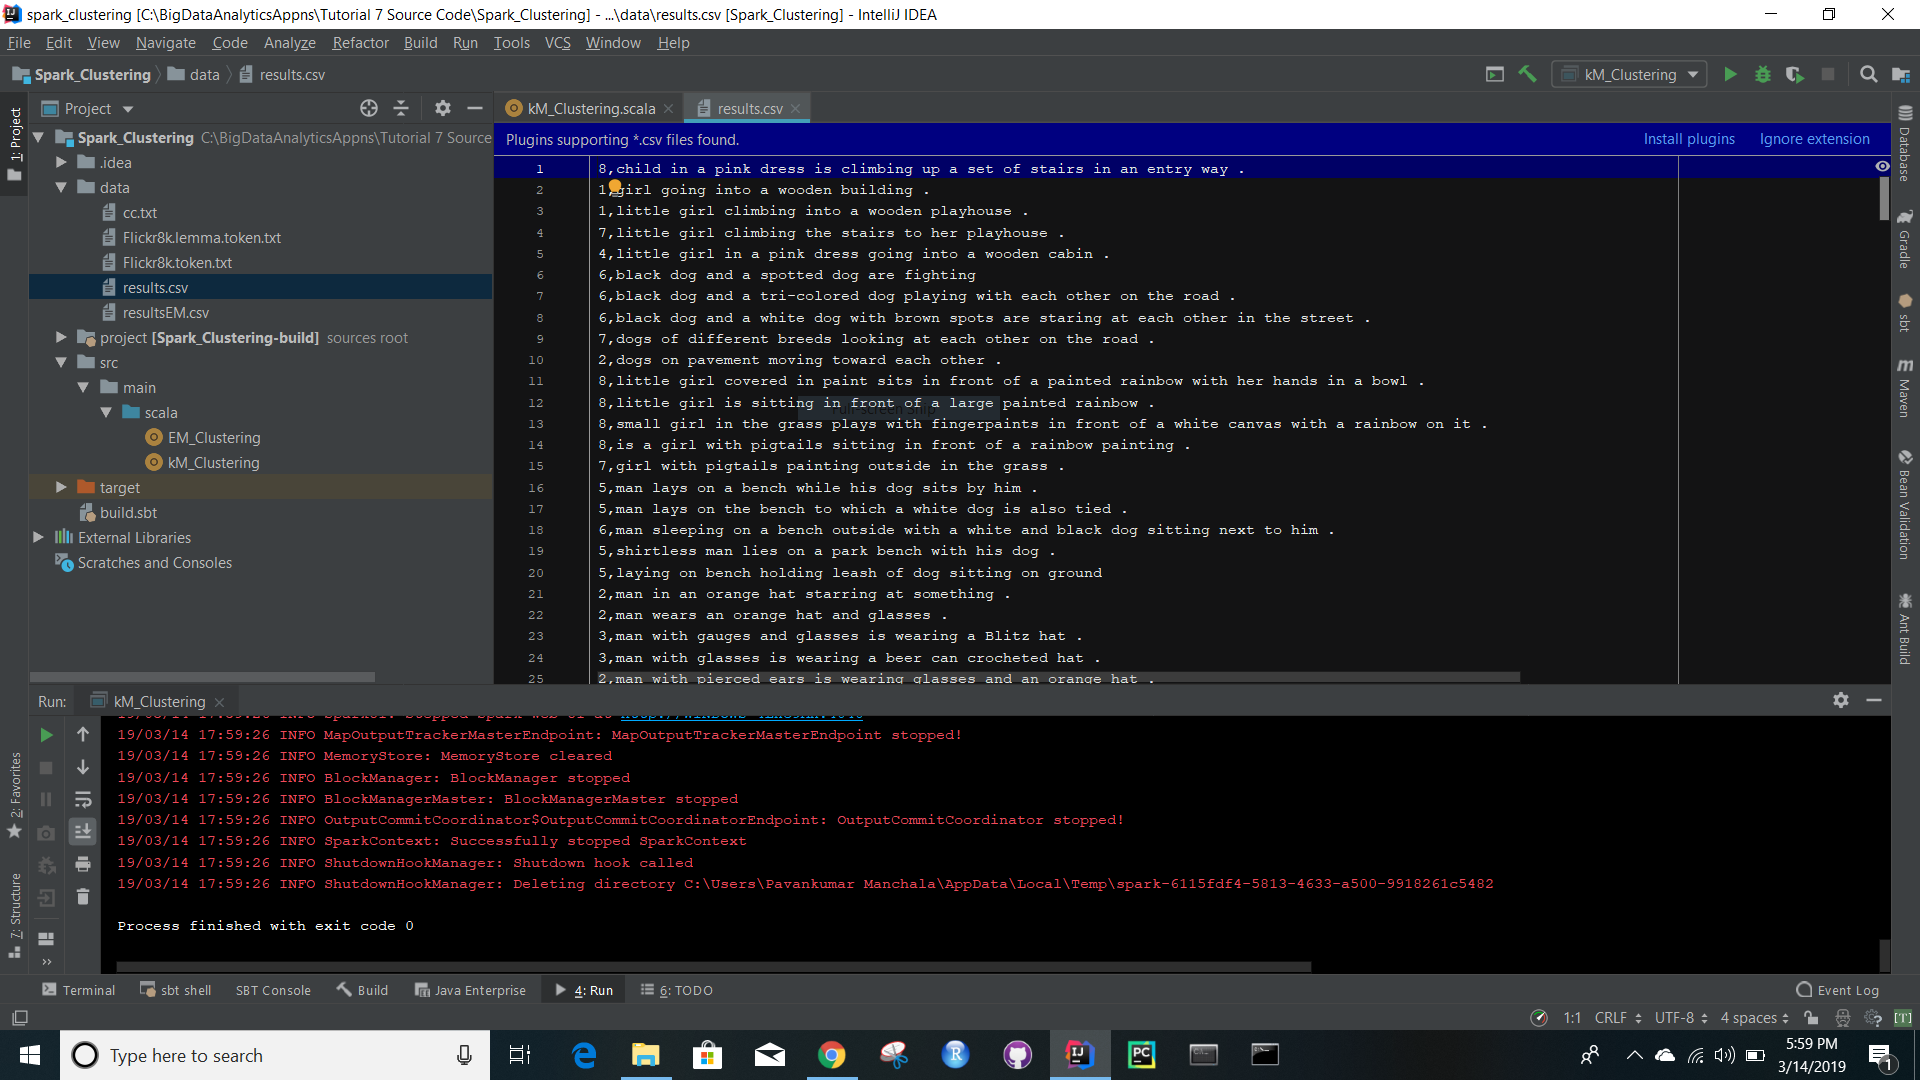 spark_clustering [C:\BigDataAnalyticsAppns\Tutorial 7 Source Code\Spark_Clustering] - ...\data\results.csv [Spark_Clustering] - IntelliJ IDEA
File Edit View Navigate Code Analyze Refactor Build Run Tools VCS Window Help
Spark_Clustering data results.csv
kM_Clustering
Project
kM_Clustering.scala
results.csv
1: Project
Spark_Clustering C:\BigDataAnalyticsAppns\Tutorial 7 Source
.idea
data
cc.txt
Flickr8k.lemma.token.txt
Flickr8k.token.txt
results.csv
resultsEM.csv
project [Spark_Clustering-build] sources root
src
main
scala
EM_Clustering
kM_Clustering
target
build.sbt
External Libraries
Scratches and Consoles
Plugins supporting *.csv files found.
Install plugins Ignore extension
1 8,child in a pink dress is climbing up a set of stairs in an entry way .
2 1,girl going into a wooden building .
3 1,little girl climbing into a wooden playhouse .
4 7,little girl climbing the stairs to her playhouse .
5 4,little girl in a pink dress going into a wooden cabin .
6 6,black dog and a spotted dog are fighting
7 6,black dog and a tri-colored dog playing with each other on the road .
8 6,black dog and a white dog with brown spots are staring at each other in the street .
9 7,dogs of different breeds looking at each other on the road .
10 2,dogs on pavement moving toward each other .
11 8,little girl covered in paint sits in front of a painted rainbow with her hands in a bowl .
12 8,little girl is sitting in front of a large painted rainbow .
13 8,small girl in the grass plays with fingerpaints in front of a white canvas with a rainbow on it .
14 8,is a girl with pigtails sitting in front of a rainbow painting .
15 7,girl with pigtails painting outside in the grass .
16 5,man lays on a bench while his dog sits by him .
17 5,man lays on the bench to which a white dog is also tied .
18 6,man sleeping on a bench outside with a white and black dog sitting next to him .
19 5,shirtless man lies on a park bench with his dog .
20 5,laying on bench holding leash of dog sitting on ground
21 2,man in an orange hat starring at something .
22 2,man wears an orange hat and glasses .
23 3,man with gauges and glasses is wearing a Blitz hat .
24 3,man with glasses is wearing a beer can crocheted hat .
25 2,man with pierced ears is wearing glasses and an orange hat .
Database
Gradle
sbt
Maven
Bean Validation
Ant Build
Run: kM_Clustering
19/03/14 17:59:26 INFO MapOutputTrackerMasterEndpoint: MapOutputTrackerMasterEndpoint stopped!
19/03/14 17:59:26 INFO MemoryStore: MemoryStore cleared
19/03/14 17:59:26 INFO BlockManager: BlockManager stopped
19/03/14 17:59:26 INFO BlockManagerMaster: BlockManagerMaster stopped
19/03/14 17:59:26 INFO OutputCommitCoordinator$OutputCommitCoordinatorEndpoint: OutputCommitCoordinator stopped!
19/03/14 17:59:26 INFO SparkContext: Successfully stopped SparkContext
19/03/14 17:59:26 INFO ShutdownHookManager: Shutdown hook called
19/03/14 17:59:26 INFO ShutdownHookManager: Deleting directory C:\Users\Pavankumar Manchala\AppData\Local\Temp\spark-6115fdf4-5813-4633-a500-9918261c5482
Process finished with exit code 0
2: Favorites
7: Structure
Terminal sbt shell SBT Console Build Java Enterprise 4: Run 6: TODO Event Log
1:1 CRLF UTF-8 4 spaces [T]
Type here to search
5:59 PM
3/14/2019
1